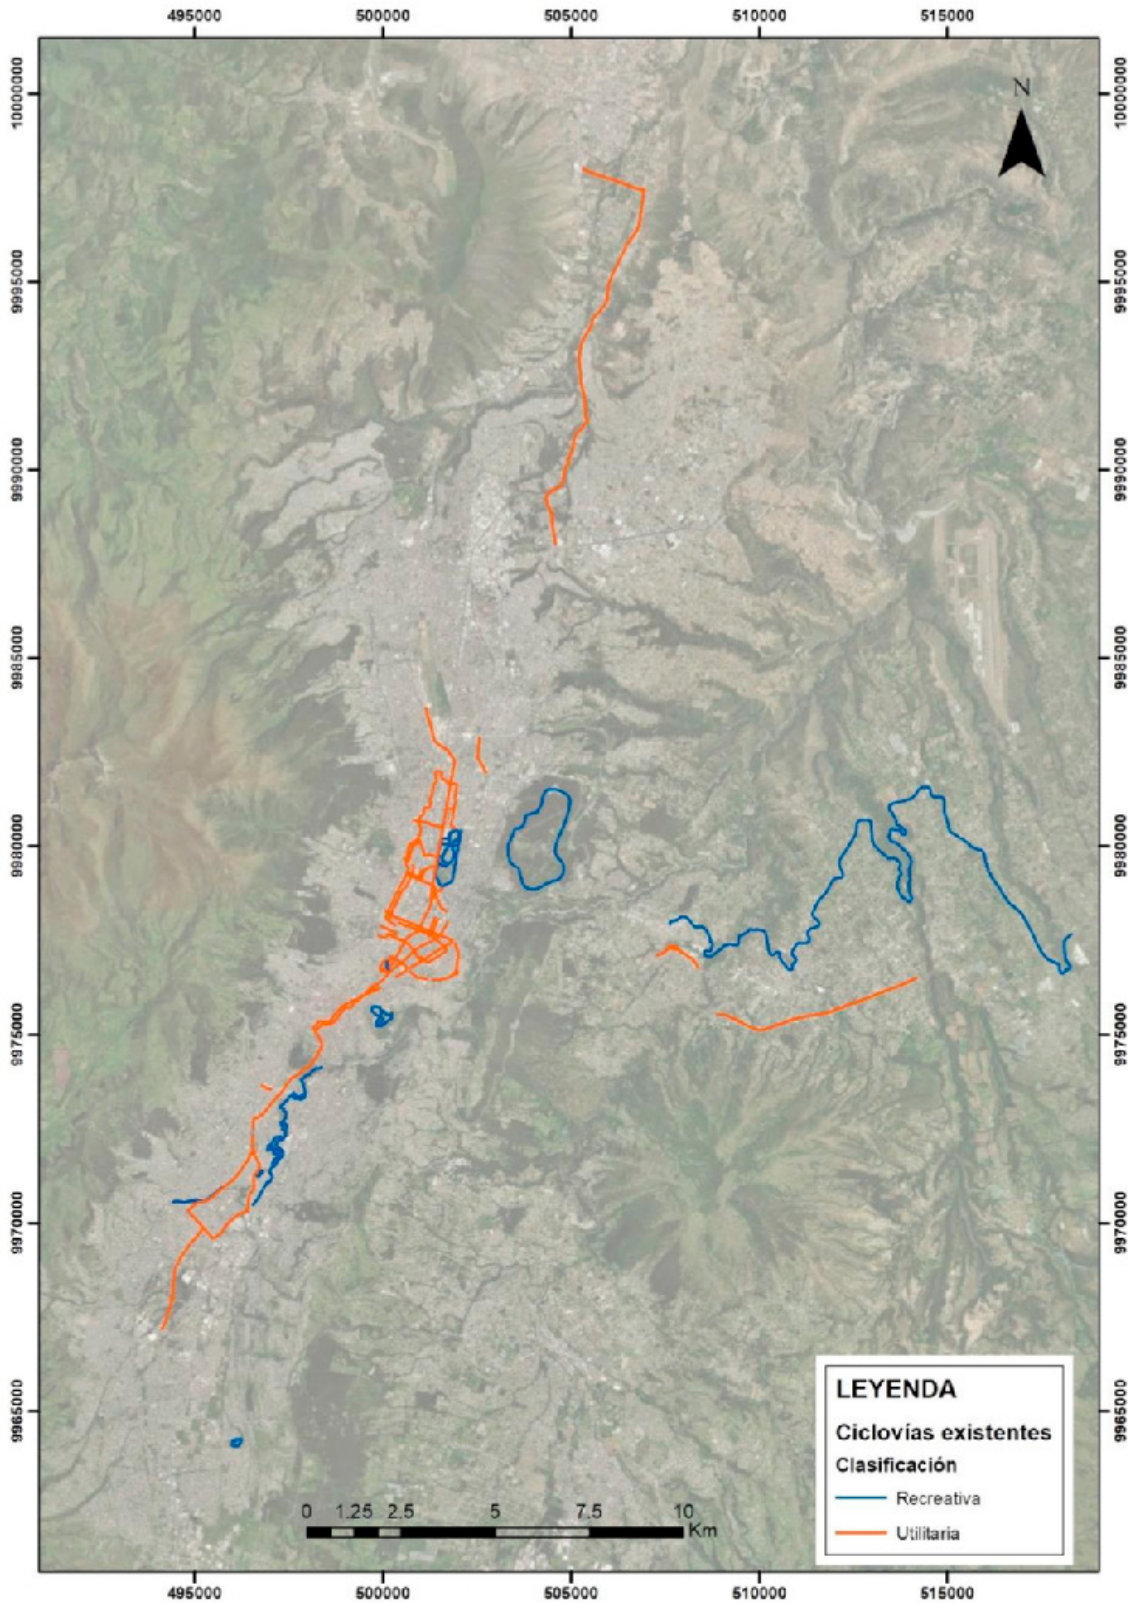 495000 500000 505000 510000 515000
N
10000000 10000000
9995000 9995000
9990000 9990000
9985000 9985000
9980000 9980000
9975000 9975000
9970000 9970000
9965000 9965000
LEYENDA
Ciclovías existentes
Clasificación
Recreativa
Utilitaria
0 1.25 2.5 5 7.5 10
Km
495000 500000 505000 510000 515000